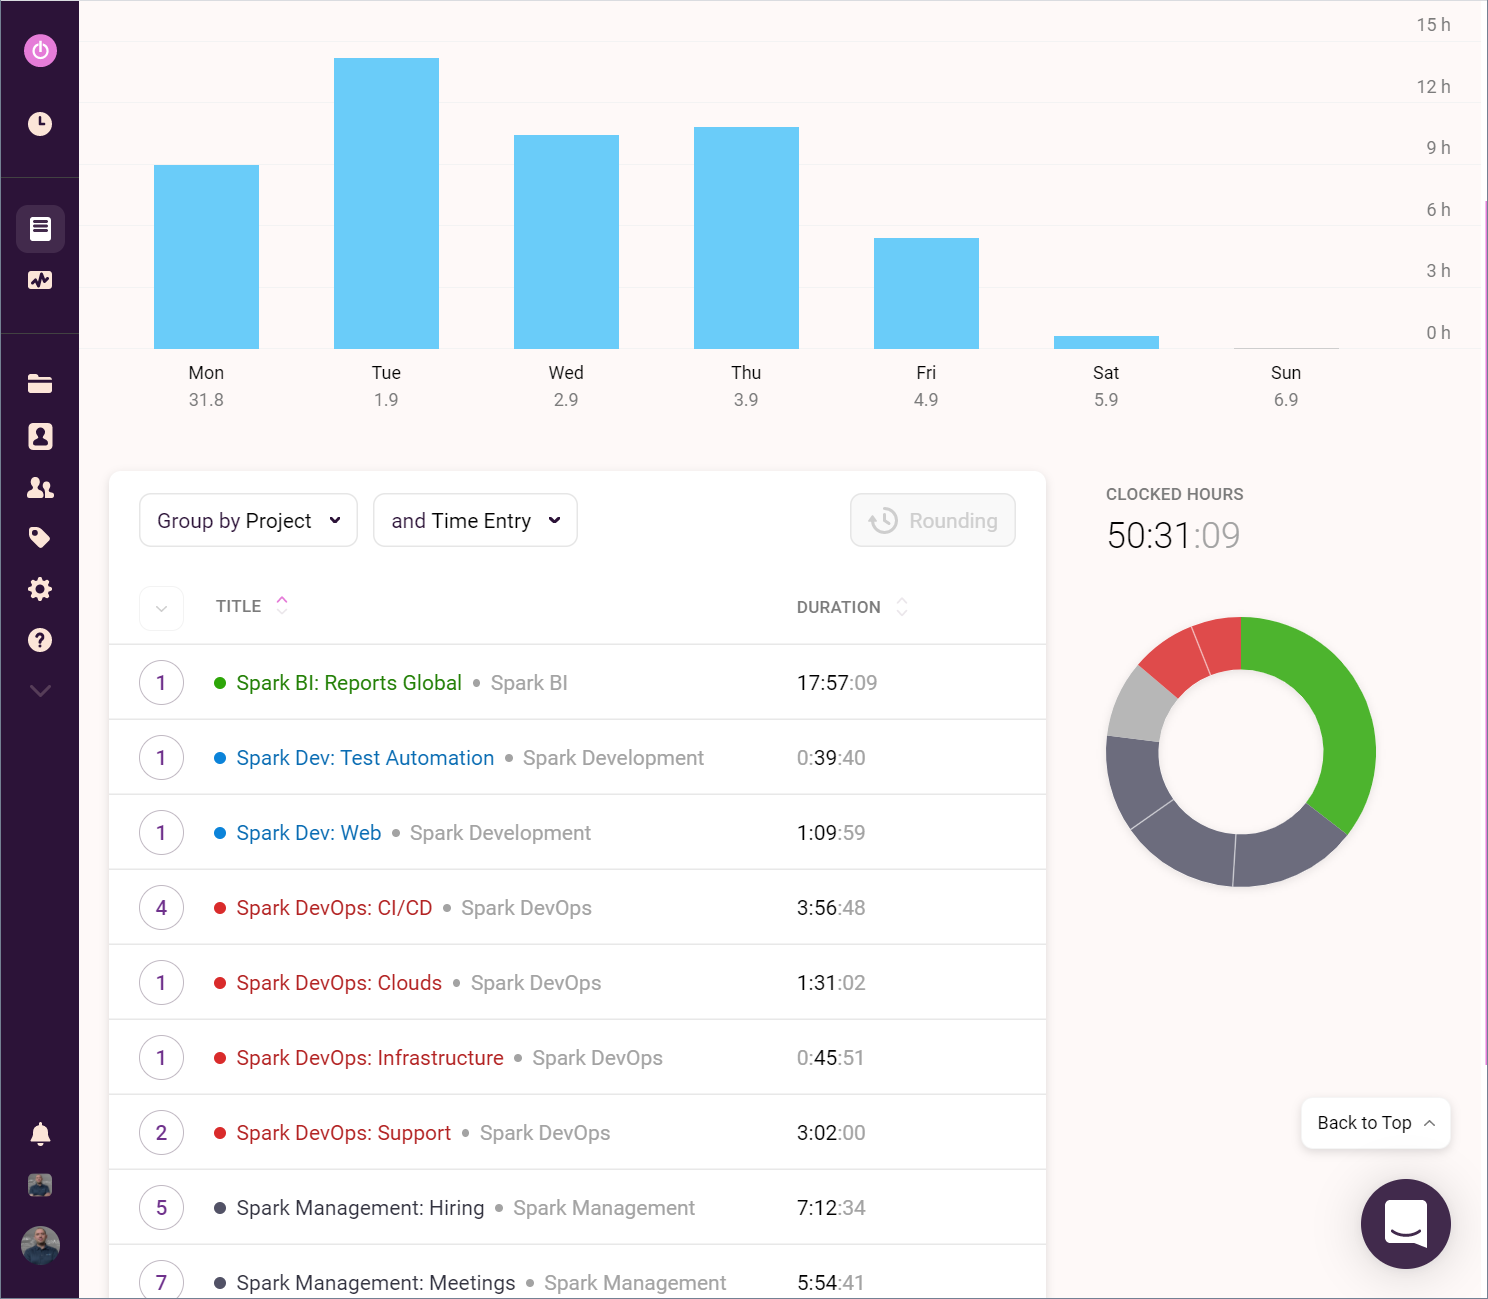 15 h
12 h
9 h
6 h
3 h
0 h
Mon Tue Wed Thu Fri Sat Sun
31.8 1.9 2.9 3.9 4.9 5.9 6.9
Group by Project and Time Entry Rounding
CLOCKED HOURS
50:31:09
TITLE DURATION
1 Spark BI: Reports Global • Spark BI 17:57:09
1 Spark Dev: Test Automation • Spark Development 0:39:40
1 Spark Dev: Web • Spark Development 1:09:59
4 Spark DevOps: CI/CD • Spark DevOps 3:56:48
1 Spark DevOps: Clouds • Spark DevOps 1:31:02
1 Spark DevOps: Infrastructure • Spark DevOps 0:45:51
2 Spark DevOps: Support • Spark DevOps 3:02:00
5 Spark Management: Hiring • Spark Management 7:12:34
7 Spark Management: Meetings • Spark Management 5:54:41
Back to Top